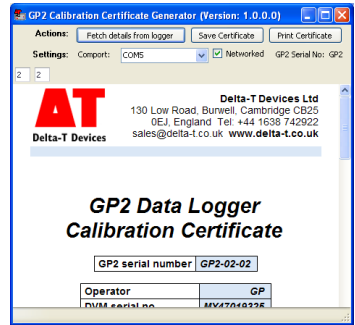 GP2 Calibration Certificate Generator (Version: 1.0.0.0)
Actions: Fetch details from logger Save Certificate Print Certificate
Settings: Comport: COM5 Networked GP2 Serial No: GP2
2 2
AT
Delta-T Devices
Delta-T Devices Ltd
130 Low Road, Burwell, Cambridge CB25
0EJ, England Tel: +44 1638 742922
sales@delta-t.co.uk www.delta-t.co.uk
GP2 Data Logger
Calibration Certificate
GP2 serial number GP2-02-02
Operator GP
DVM serial no MY47019325